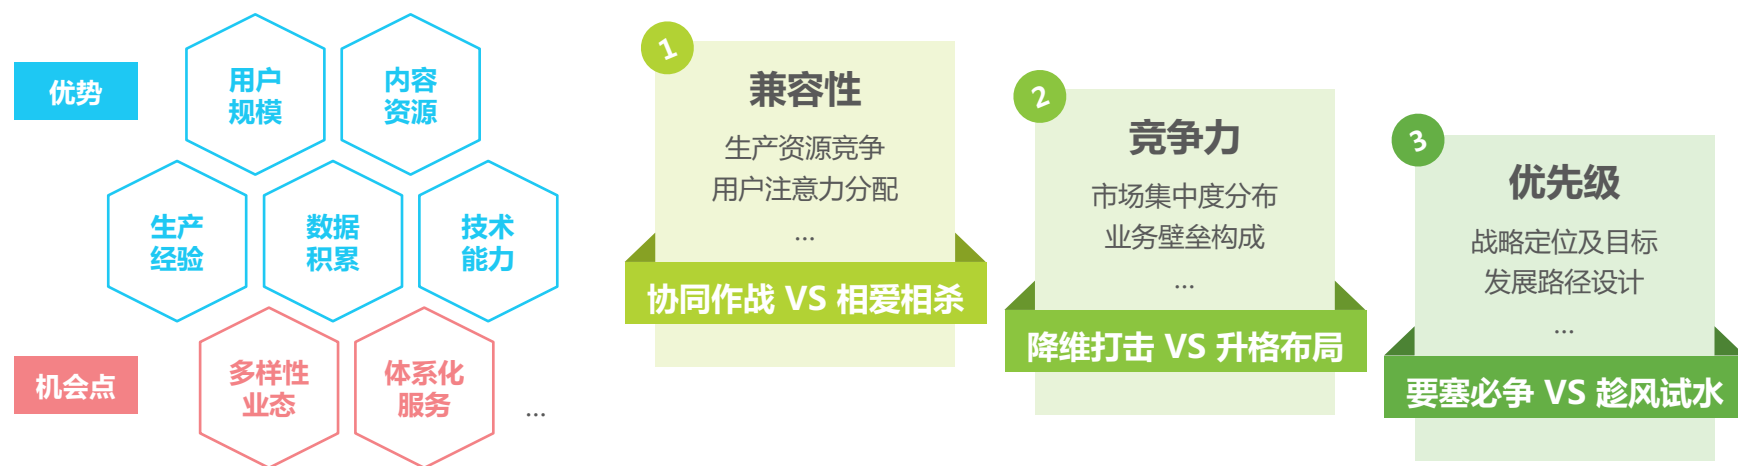 优势
用户
规模
内容
资源
生产
经验
数据
积累
技术
能力
机会点
多样性
业态
体系化
服务
...
1
兼容性
生产资源竞争
用户注意力分配
...
协同作战 VS 相爱相杀
2
竞争力
市场集中度分布
业务壁垒构成
...
降维打击 VS 升格布局
3
优先级
战略定位及目标
发展路径设计
...
要塞必争 VS 趁风试水